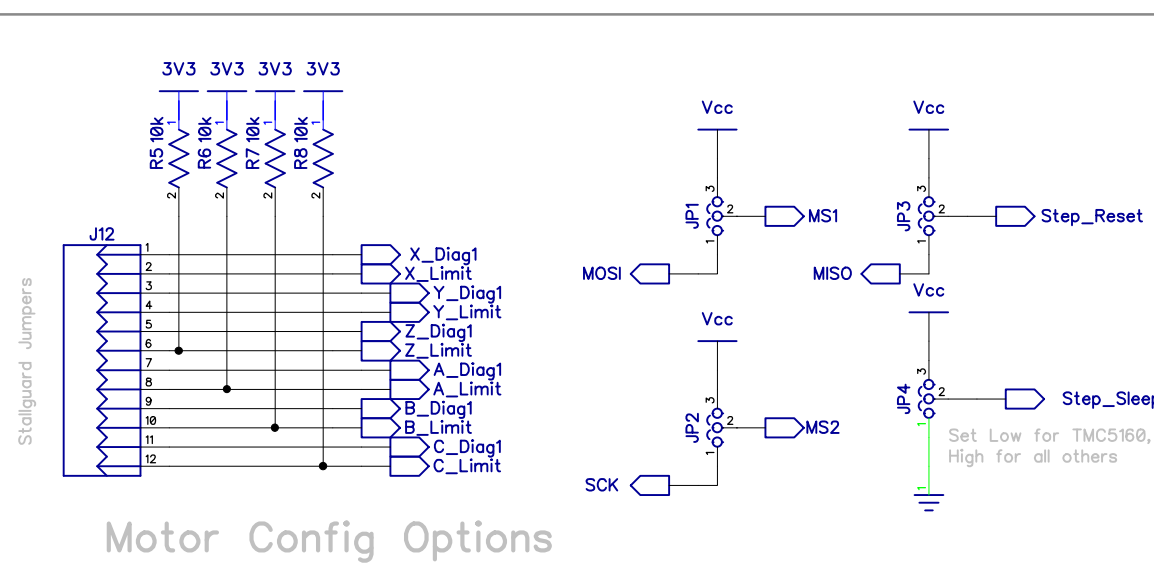 3V3 3V3 3V3 3V3
R5 10k
R6 10k
R7 10k
R8 10k
1 1 1 1
2 2 2 2
J12
Stallguard Jumpers
1 X_Diag1
2 X_Limit
3 Y_Diag1
4 Y_Limit
5 Z_Diag1
6 Z_Limit
7 A_Diag1
8 A_Limit
9 B_Diag1
10 B_Limit
11 C_Diag1
12 C_Limit
Motor Config Options
Vcc
JP1
3
2 MS1
1
MOSI
Vcc
JP2
3
2 MS2
1
SCK
Vcc
JP3
3
2 Step_Reset
1
MISO
Vcc
JP4
3
2 Step_Sleep
1
Set Low for TMC5160,
High for all others
1